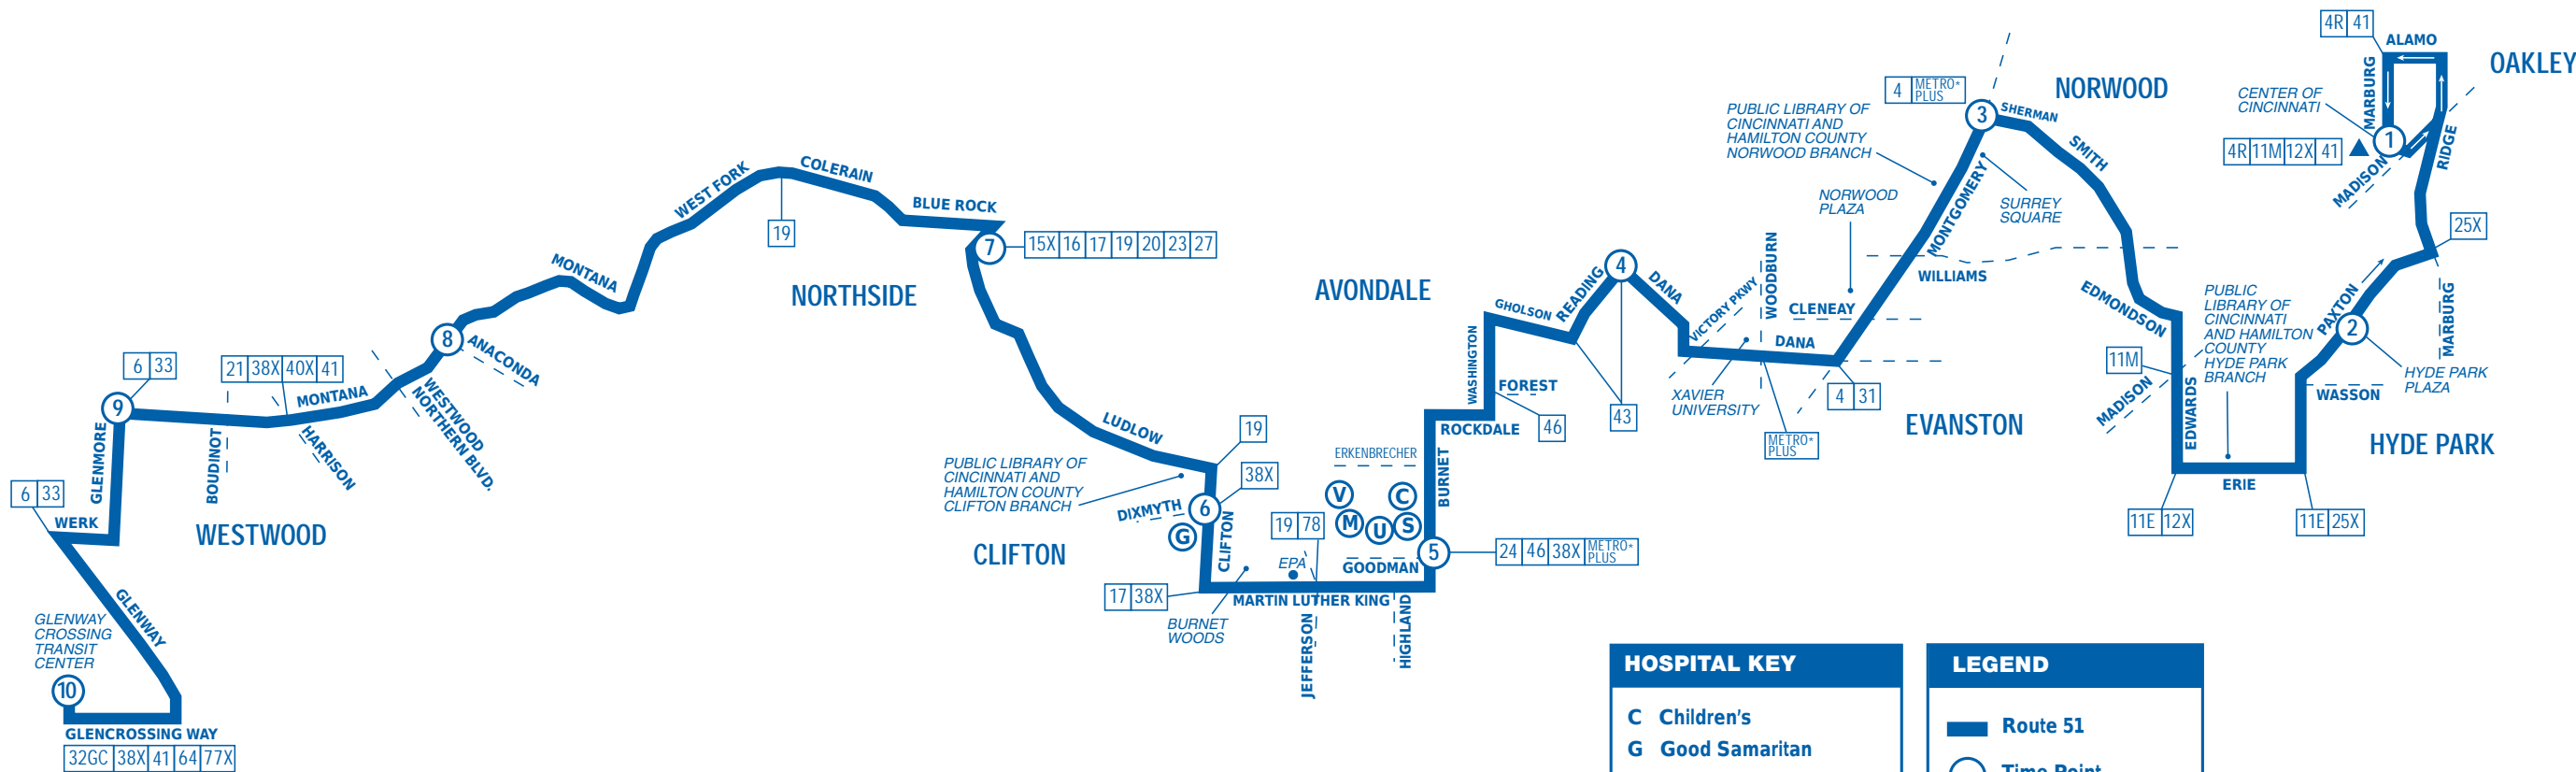 4R 41
ALAMO
OAKLEY
MARBURG
CENTER OF
CINCINNATI
1
4R 11M 12X 41
MADISON
RIDGE
25X
4 METRO*
PLUS
NORWOOD
3
SHERMAN
SMITH
PUBLIC LIBRARY OF
CINCINNATI AND
HAMILTON COUNTY
NORWOOD BRANCH
SURREY
SQUARE
NORWOOD
PLAZA
MONTGOMERY
WILLIAMS
EDMONDSON
PUBLIC
LIBRARY OF
CINCINNATI
AND HAMILTON
COUNTY
HYDE PARK
BRANCH
PAXTON
2
MARBURG
HYDE PARK
PLAZA
WASSON
11M
MADISON
EDWARDS
HYDE PARK
ERIE
11E 12X
11E 25X
WEST FORK
COLERAIN
BLUE ROCK
19
7
15X 16 17 19 20 23 27
MONTANA
NORTHSIDE
AVONDALE
GHOLSON
READING
4
DANA
VICTORY PKWY
WOODBURN
CLENEAY
DANA
WASHINGTON
FOREST
46
43
XAVIER
UNIVERSITY
METRO*
PLUS
4 31
EVANSTON
8
ANACONDA
6 33
9
21 38X 40X 41
MONTANA
WESTWOOD
NORTHERN BLVD.
GLENMORE
BOUDINOT
HARRISON
6 33
WERK
WESTWOOD
GLENWAY
GLENWAY
CROSSING
TRANSIT
CENTER
10
GLENCROSSING WAY
32GC 38X 41 64 77X
LUDLOW
19
38X
PUBLIC LIBRARY OF
CINCINNATI AND
HAMILTON COUNTY
CLIFTON BRANCH
DIXMYTH
6
G
CLIFTON
CLIFTON
17 38X
BURNET
WOODS
ROCKDALE
ERKENBRECHER
BURNET
V C
M U S
19 78
EPA
GOODMAN
5
24 46 38X METRO*
PLUS
MARTIN LUTHER KING
JEFFERSON
HIGHLAND
HOSPITAL KEY
C Children's
G Good Samaritan
LEGEND
Route 51
Time Point